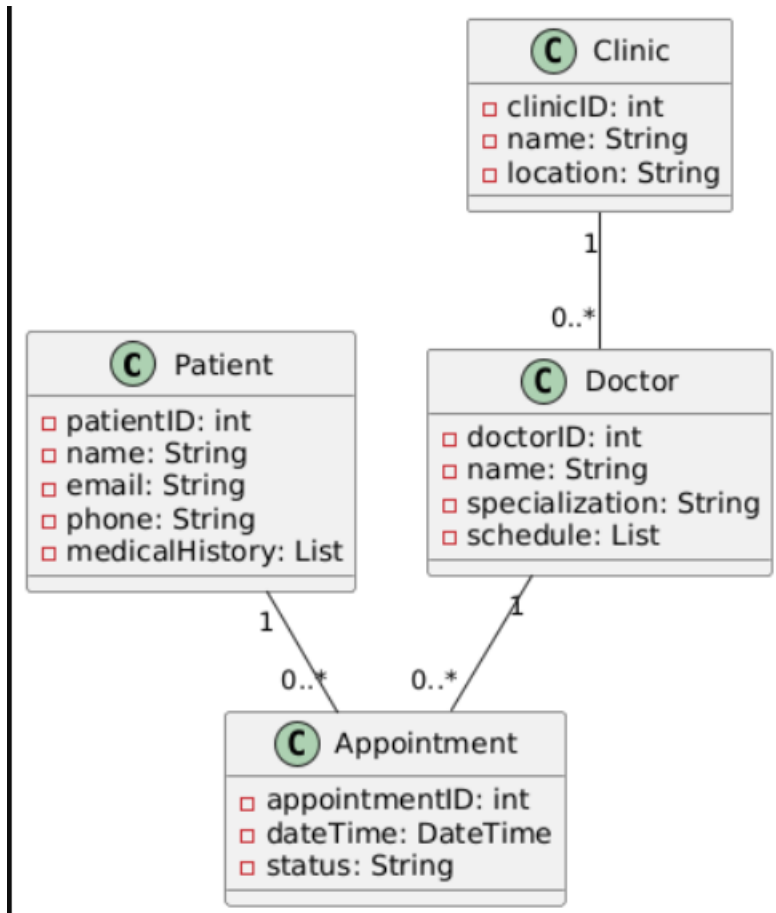 C Clinic
clinicID: int
name: String
location: String
1
0..*
C Patient
patientID: int
name: String
email: String
phone: String
medicalHistory: List
C Doctor
doctorID: int
name: String
specialization: String
schedule: List
1
0..*
1
0..*
C Appointment
appointmentID: int
dateTime: DateTime
status: String